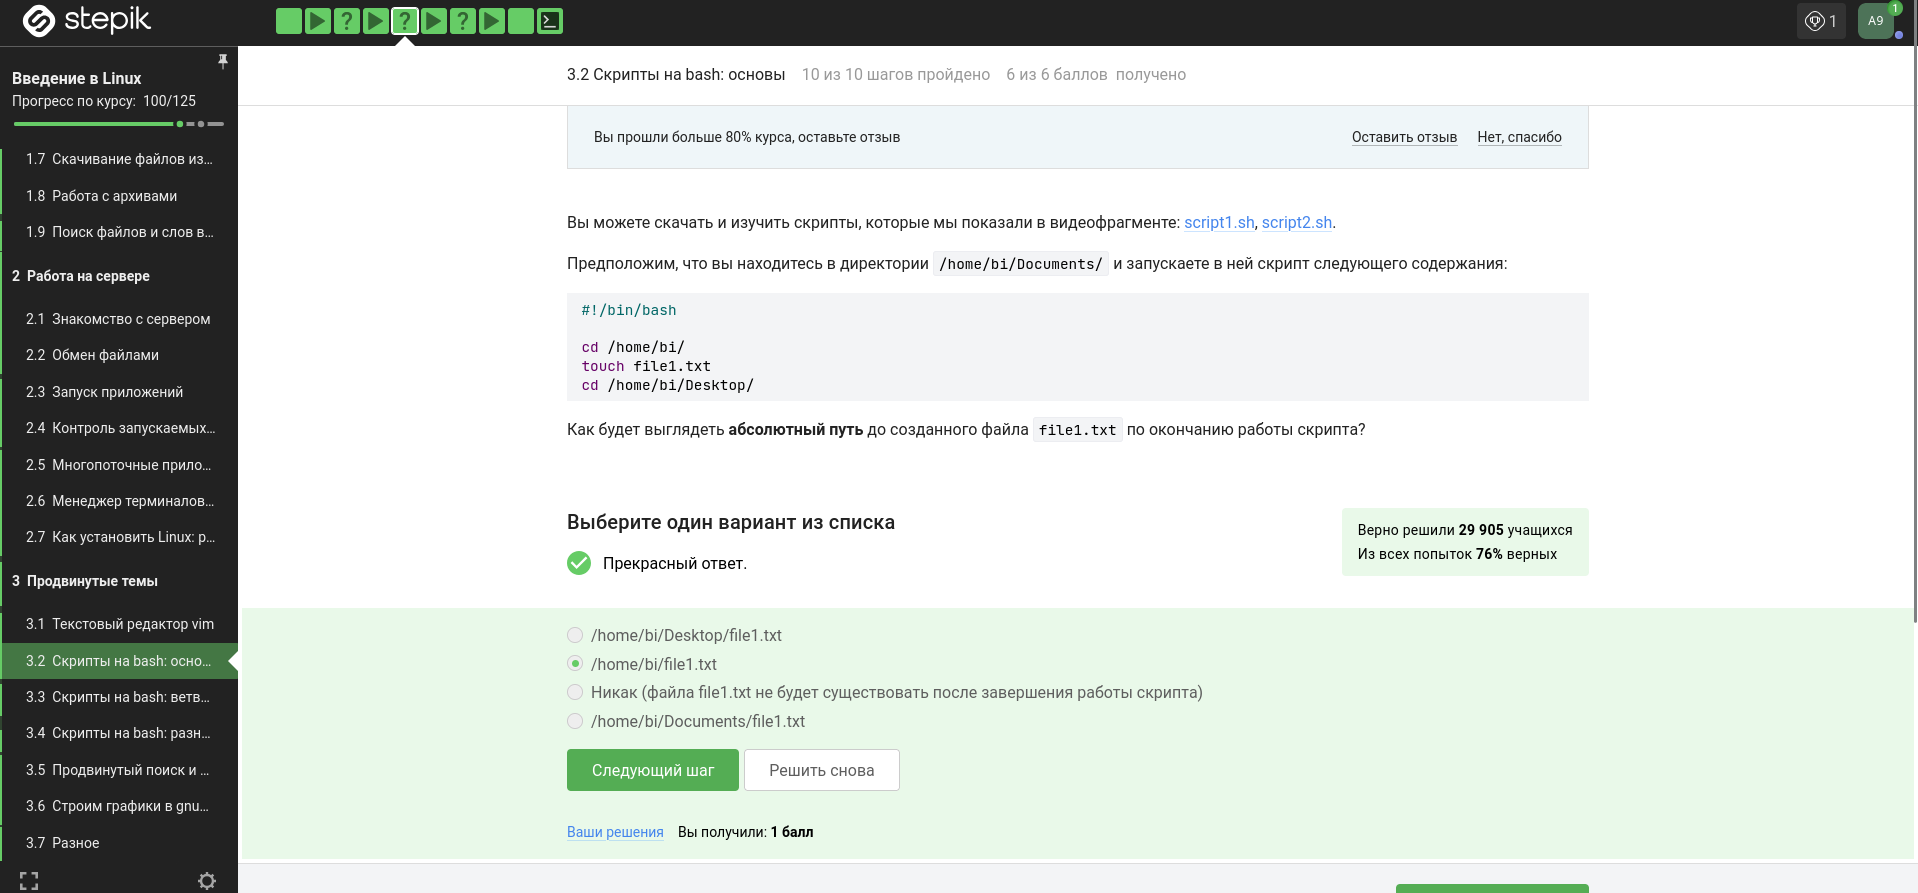 stepik
1
A9
1
Введение в Linux
Прогресс по курсу: 100/125
1.7 Скачивание файлов из...
1.8 Работа с архивами
1.9 Поиск файлов и слов в...
2 Работа на сервере
2.1 Знакомство с сервером
2.2 Обмен файлами
2.3 Запуск приложений
2.4 Контроль запускаемых...
2.5 Многопоточные прило...
2.6 Менеджер терминалов...
2.7 Как установить Linux: р...
3 Продвинутые темы
3.1 Текстовый редактор vim
3.2 Скрипты на bash: осно...
3.3 Скрипты на bash: ветв...
3.4 Скрипты на bash: разн...
3.5 Продвинутый поиск и ...
3.6 Строим графики в gnu...
3.7 Разное
3.2 Скрипты на bash: основы 10 из 10 шагов пройдено 6 из 6 баллов получено
Вы прошли больше 80% курса, оставьте отзыв Оставить отзыв Нет, спасибо
Вы можете скачать и изучить скрипты, которые мы показали в видеофрагменте: script1.sh, script2.sh.
Предположим, что вы находитесь в директории /home/bi/Documents/ и запускаете в ней скрипт следующего содержания:
#!/bin/bash
cd /home/bi/
touch file1.txt
cd /home/bi/Desktop/
Как будет выглядеть абсолютный путь до созданного файла file1.txt по окончанию работы скрипта?
Выберите один вариант из списка
Прекрасный ответ.
Верно решили 29 905 учащихся
Из всех попыток 76% верных
/home/bi/Desktop/file1.txt
/home/bi/file1.txt
Никак (файла file1.txt не будет существовать после завершения работы скрипта)
/home/bi/Documents/file1.txt
Следующий шаг Решить снова
Ваши решения Вы получили: 1 балл